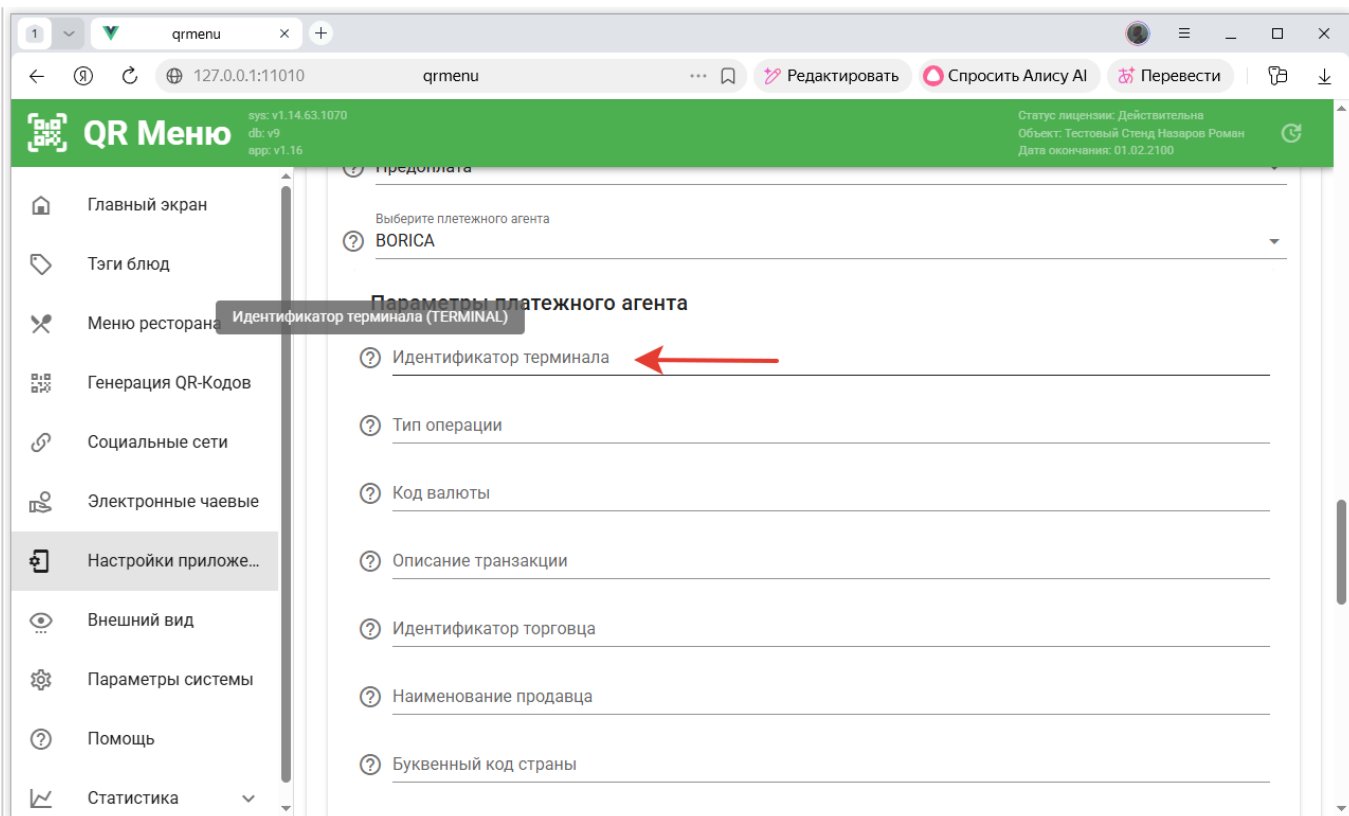 1
qrmenu
127.0.0.1:11010
qrmenu
Редактировать
Спросить Алису AI
Перевести
QR Меню
sys: v1.14.63.1070
db: v9
app: v1.16
Статус лицензии: Действительна
Объект: Тестовый Стенд Назаров Роман
Дата окончания: 01.02.2100
Главный экран
Тэги блюд
Меню ресторана
Генерация QR-Кодов
Социальные сети
Электронные чаевые
Настройки приложе...
Внешний вид
Параметры системы
Помощь
Статистика
Предоплата
Выберите плетежного агента
BORICA
Параметры платежного агента
Идентификатор терминала (TERMINAL)
Идентификатор терминала
Тип операции
Код валюты
Описание транзакции
Идентификатор торговца
Наименование продавца
Буквенный код страны